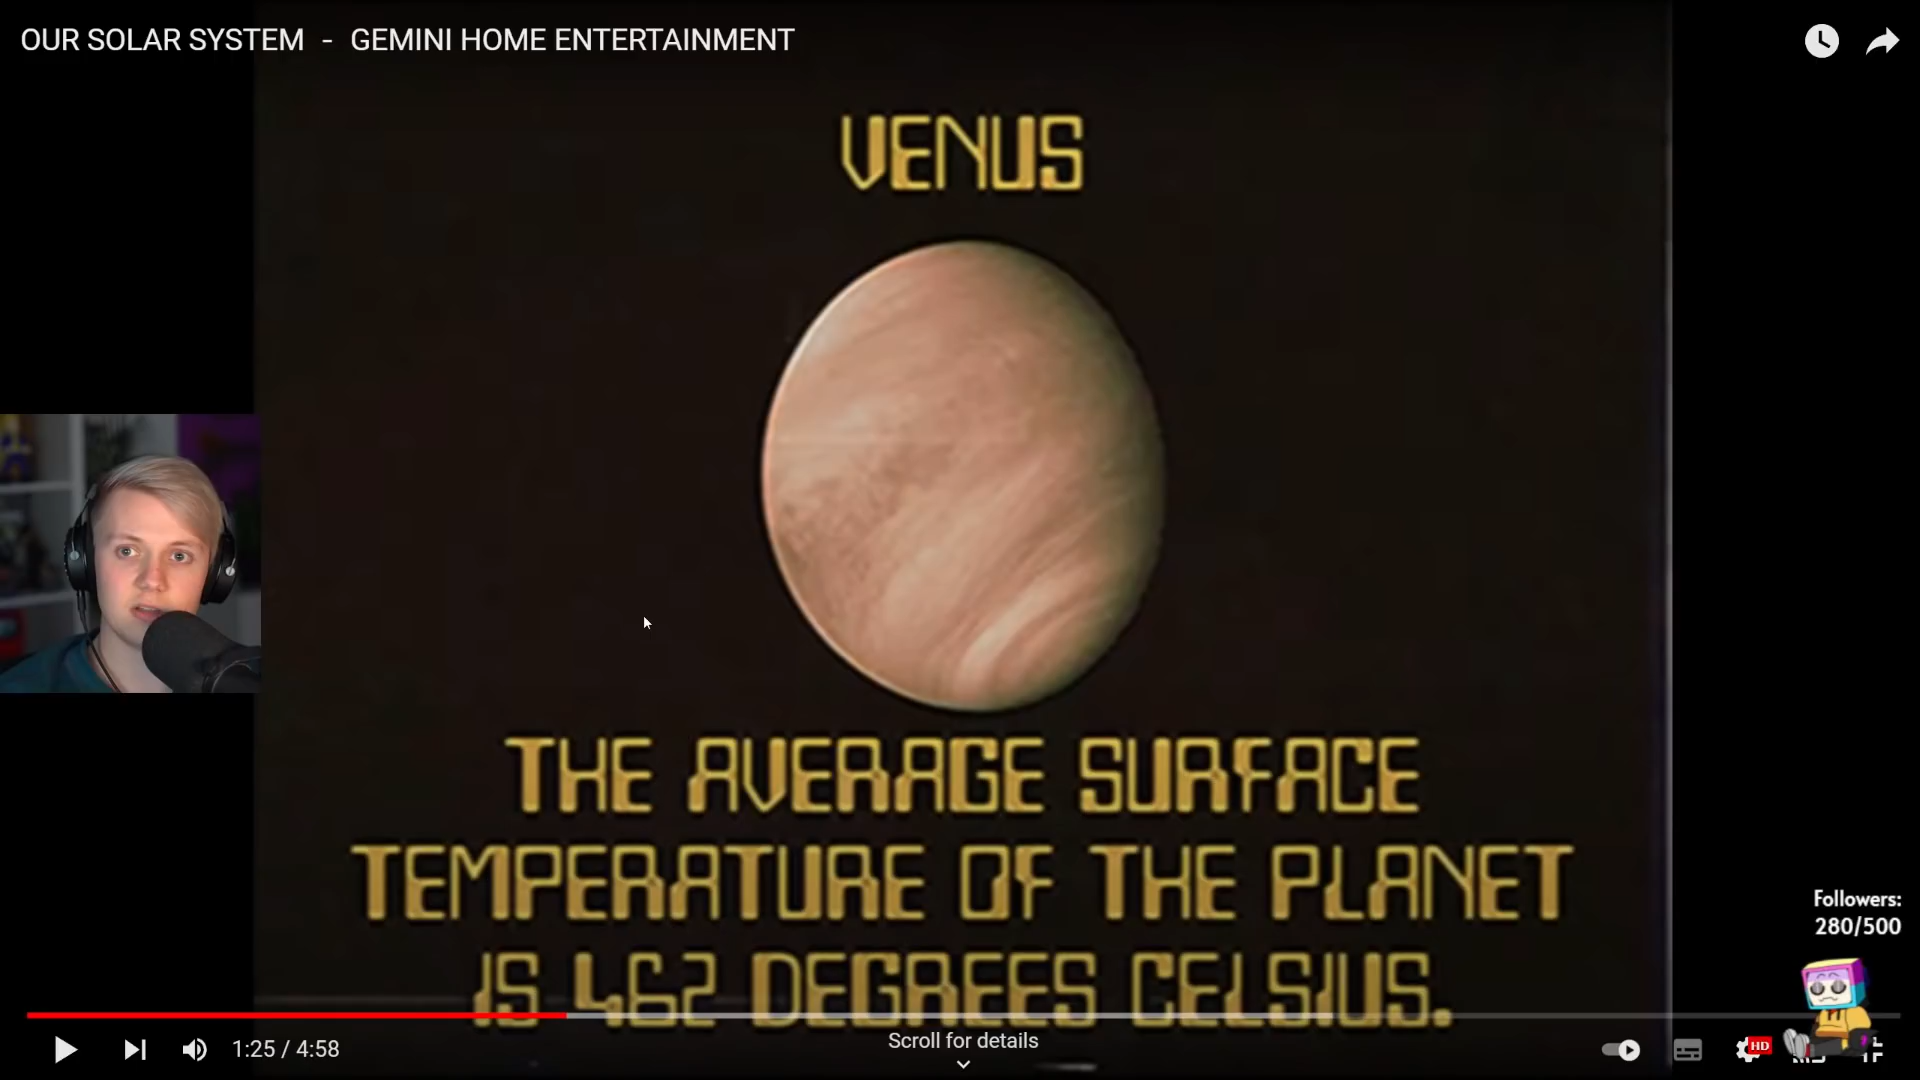 OUR SOLAR SYSTEM - GEMINI HOME ENTERTAINMENT
VENUS
THE AVERAGE SURFACE
TEMPERATURE OF THE PLANET
IS 462 DEGREES CELSIUS.
Followers:
280/500
1:25 / 4:58
Scroll for details
HD